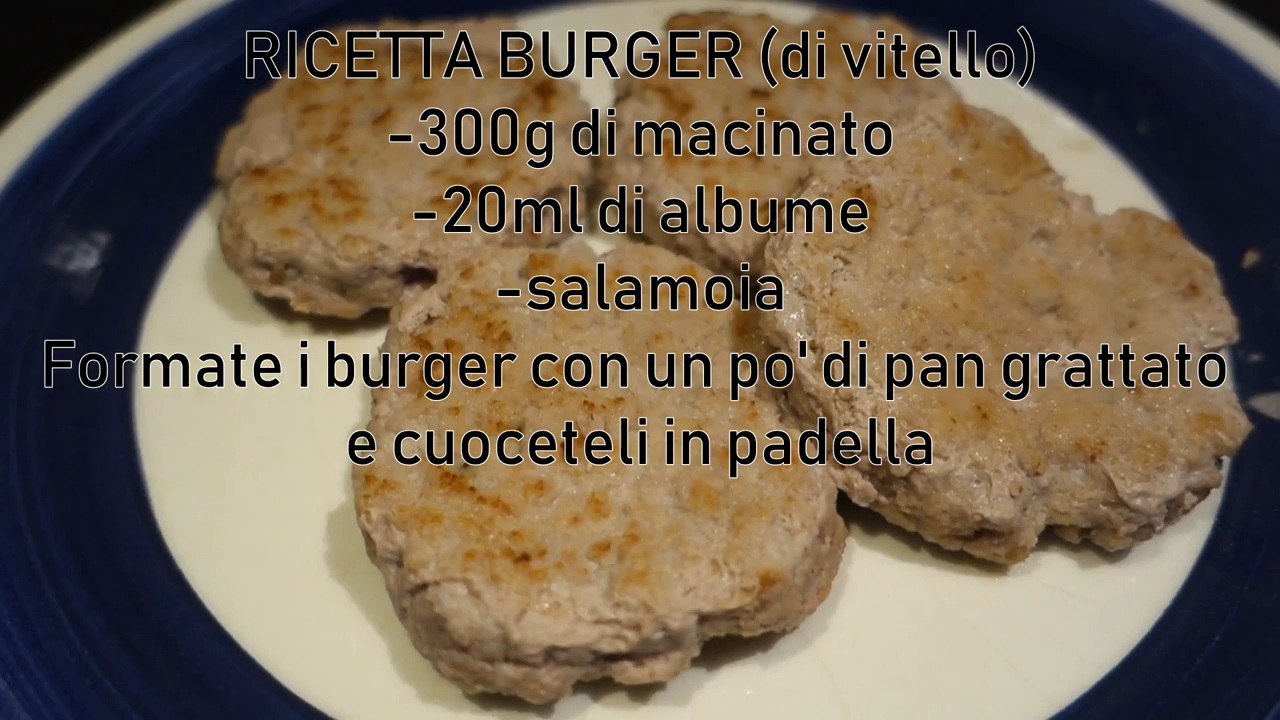 RICETTA BURGER (di vitello)
-300g di macinato
-20ml di albume
-salamoia
Formate i burger con un po' di pan grattato
e cuoceteli in padella